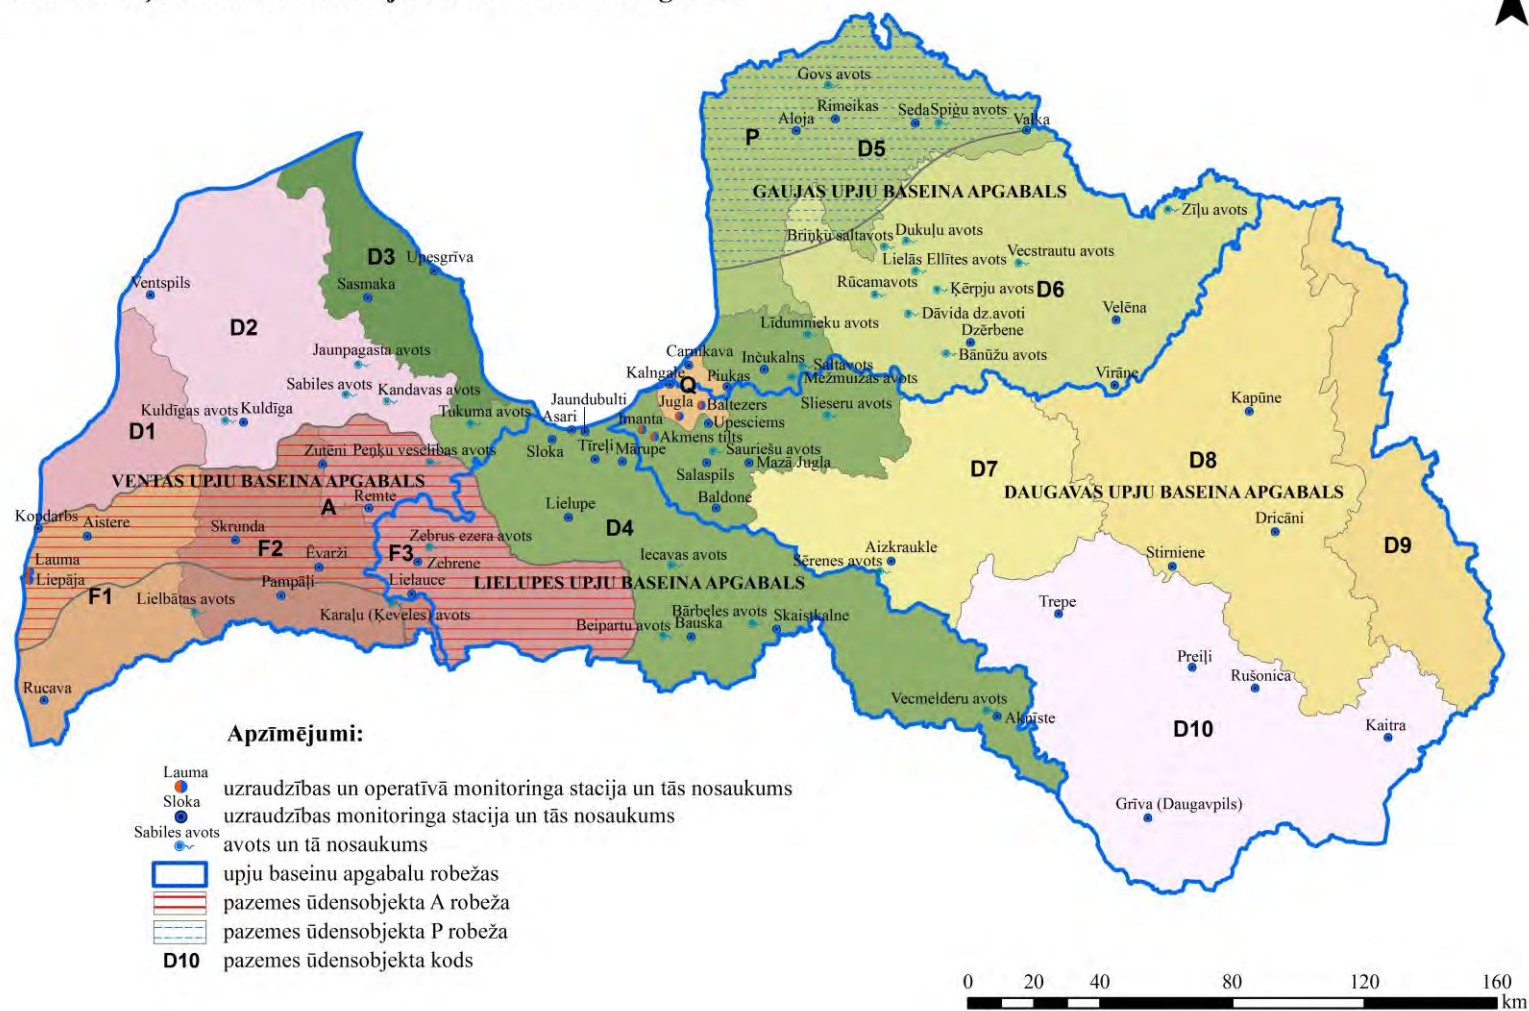 Govs avots
Rimeikas
Aloja
Seda
Spiģu avots
Valka
P
D5
GAUJAS UPJU BASEINA APGABALS
Zīļu avots
Briņķu saltavots
Dukuļu avots
Vecstrautu avots
Lielās Ellītes avots
Rūcamavots
Ķērpju avots
D6
Velēna
Dāvida dz.avoti
Līdumnieku avots
Dzērbene
Bānūžu avots
Virāne
D3
Upesgrīva
Sasmaka
Ventspils
D2
Jaunpagasta avots
Sabiles avots
Kandavas avots
Kuldīgas avots
Kuldīga
Tukuma avots
D1
Carnikava
Inčukalns
Saltavots
Kalngale
Q
Piukas
Mežmuižas avots
Jaundubulti
Jugla
Baltezers
Slieseru avots
Asari
Imanta
Upesciems
Akmens tilts
Sloka
Tīreļi
Mārupe
Sauriešu avots
Salaspils
Mazā Jugla
Baldone
Kapūne
D7
D8
DAUGAVAS UPJU BASEINA APGABALS
Dricāni
D9
Zutēni
Peņķu veselības avots
VENTAS UPJU BASEINA APGABALS
Remte
A
Kopdarbs
Aistere
Skrunda
F2
Ēvarži
Lauma
Liepāja
F1
Pampāļi
Lielbātas avots
Rucava
Lielupe
D4
Zebrus ezera avots
F3
Zebrene
Iecavas avots
Lielauce
LIELUPES UPJU BASEINA APGABALS
Karaļu (Ķeveles) avots
Bārbeles avots
Skaistkalne
Beipartu avots
Bauska
Sērenes avots
Aizkraukle
Stirniene
Trepe
Preiļi
Rušonica
Vecmelderu avots
Aknīste
D10
Kaitra
Grīva (Daugavpils)
Apzīmējumi:
Lauma
uzraudzības un operatīvā monitoringa stacija un tās nosaukums
Sloka
uzraudzības monitoringa stacija un tās nosaukums
Sabiles avots
avots un tā nosaukums
upju baseinu apgabalu robežas
pazemes ūdensobjekta A robeža
pazemes ūdensobjekta P robeža
D10 pazemes ūdensobjekta kods
0 20 40 80 120 160
km